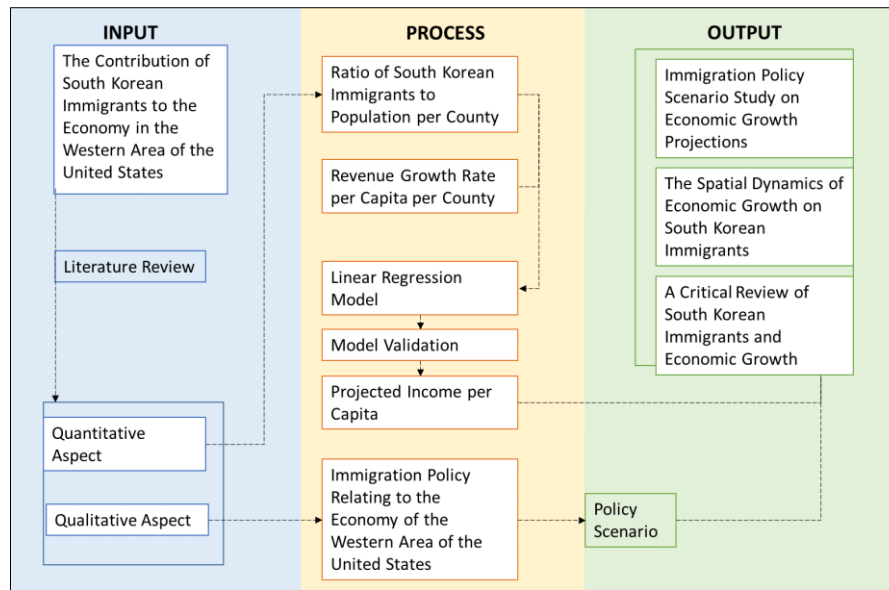 INPUT
The Contribution of
South Korean
Immigrants to the
Economy in the
Western Area of the
United States
Literature Review
Quantitative
Aspect
Qualitative Aspect
PROCESS
Ratio of South Korean
Immigrants to
Population per County
Revenue Growth Rate
per Capita per County
Linear Regression
Model
Model Validation
Projected Income per
Capita
Immigration Policy
Relating to the
Economy of the
Western Area of the
United States
OUTPUT
Immigration Policy
Scenario Study on
Economic Growth
Projections
The Spatial Dynamics of
Economic Growth on
South Korean
Immigrants
A Critical Review of
South Korean
Immigrants and
Economic Growth
Policy
Scenario